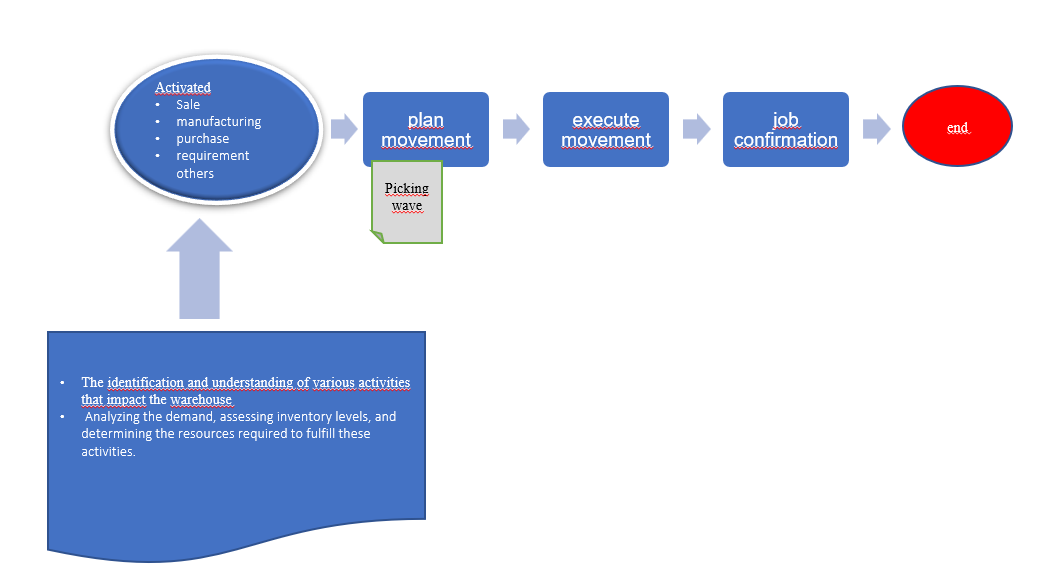 Activated
• Sale
• manufacturing
• purchase
• requirement
others
plan
movement
Picking
wave
execute
movement
job
confirmation
end
• The identification and understanding of various activities
that impact the warehouse
• Analyzing the demand, assessing inventory levels, and
determining the resources required to fulfill these
activities.